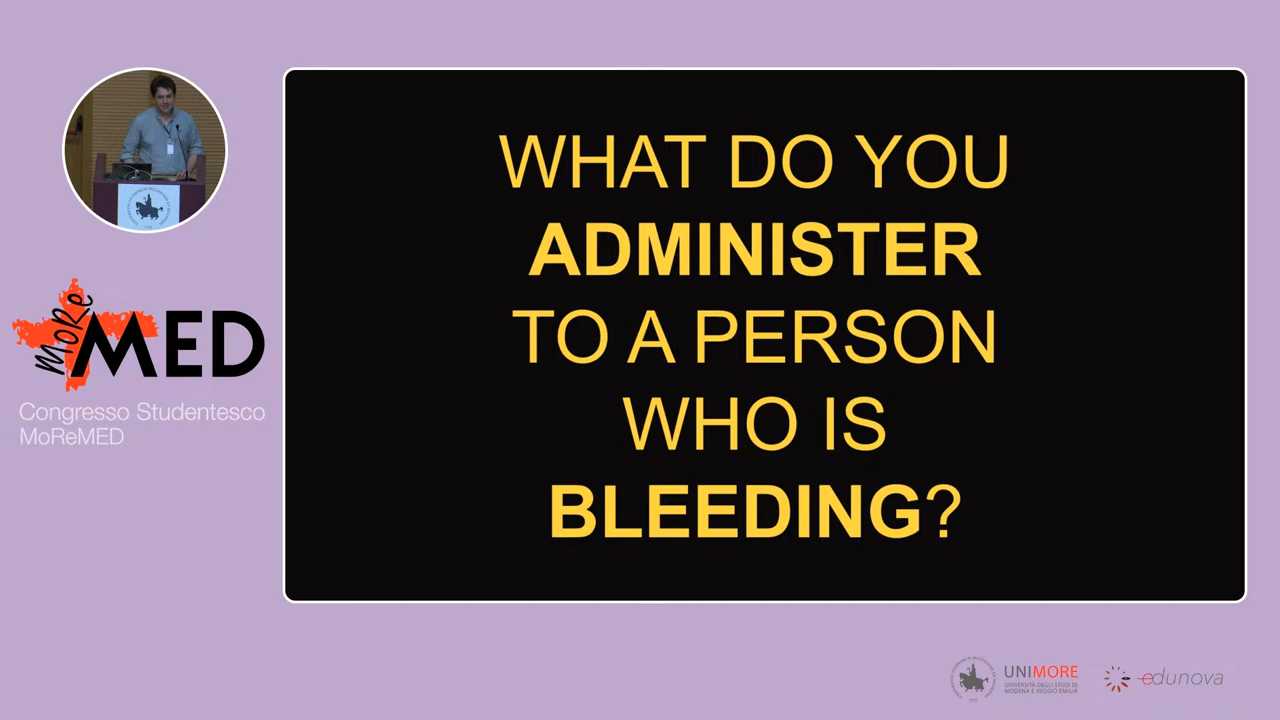 WHAT DO YOU
ADMINISTER
TO A PERSON
WHO IS
BLEEDING?
MoRe
MED
Congresso Studentesco
MoReMED
UNIMORE
UNIVERSITÀ DEGLI STUDI DI
MODENA E REGGIO EMILIA
edunova